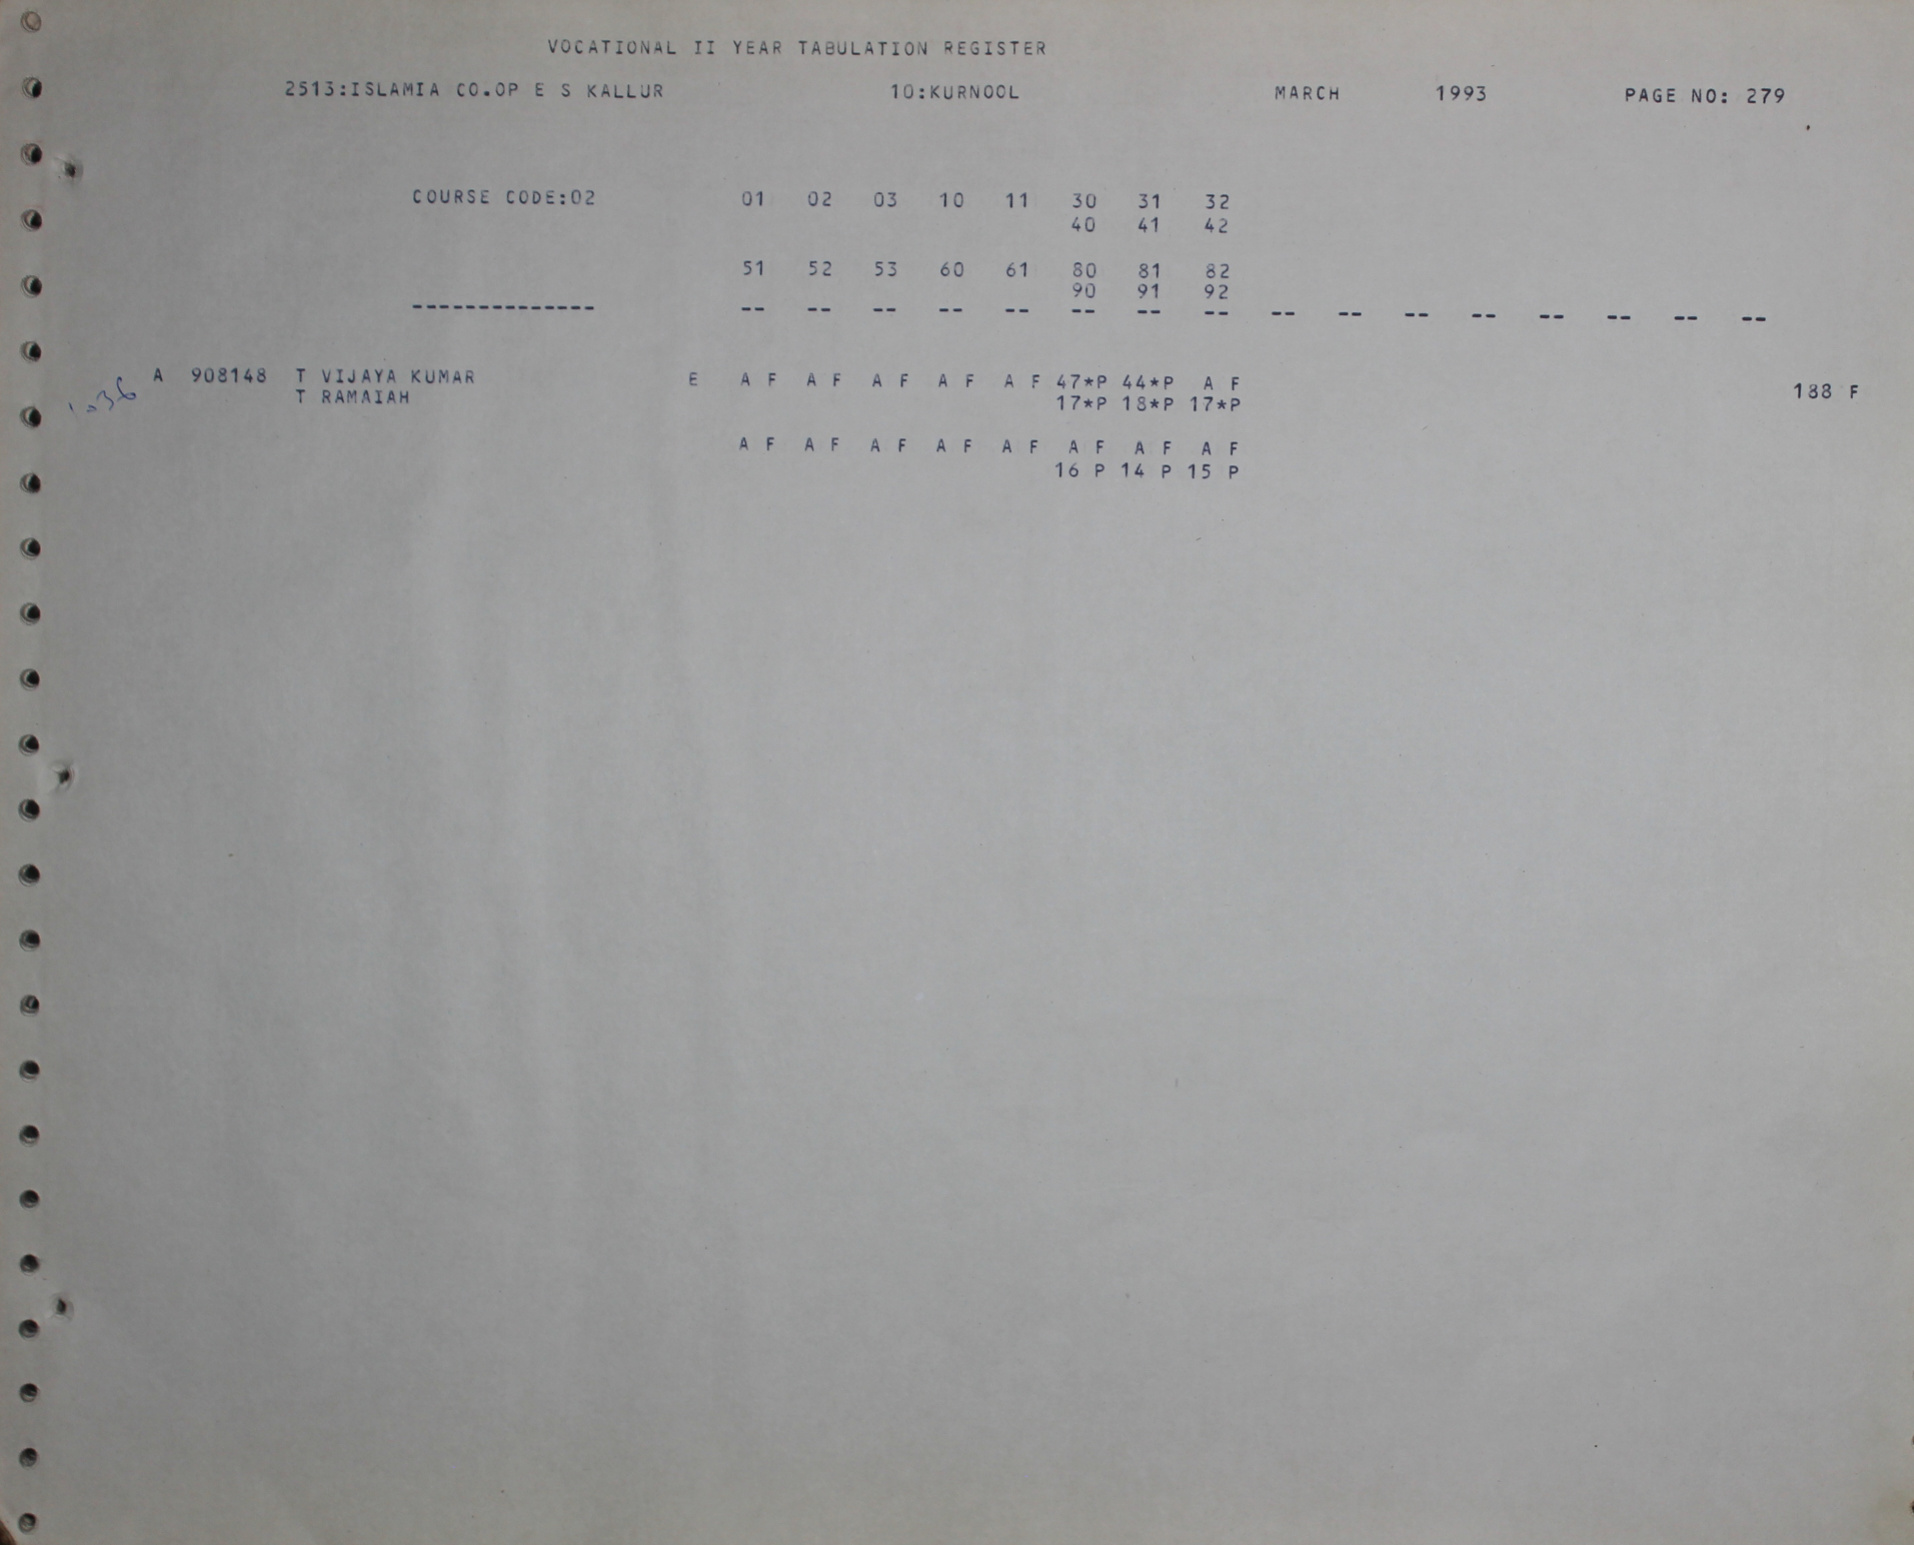 VOCATIONAL II YEAR TABULATION REGISTER
2513:ISLAMIA CO.OP E S KALLUR 10:KURNOOL MARCH 1993 PAGE NO: 279
COURSE CODE:02 01 02 03 10 11 30 31 32
40 41 42
51 52 53 60 61 80 81 82
90 91 92
-------------- -- -- -- -- -- -- -- -- -- -- -- -- -- -- -- --
A 908148 T VIJAYA KUMAR E A F A F A F A F A F 47*P 44*P A F
1036 T RAMAIAH 17*P 18*P 17*P 188 F
A F A F A F A F A F A F A F A F
16 P 14 P 15 P